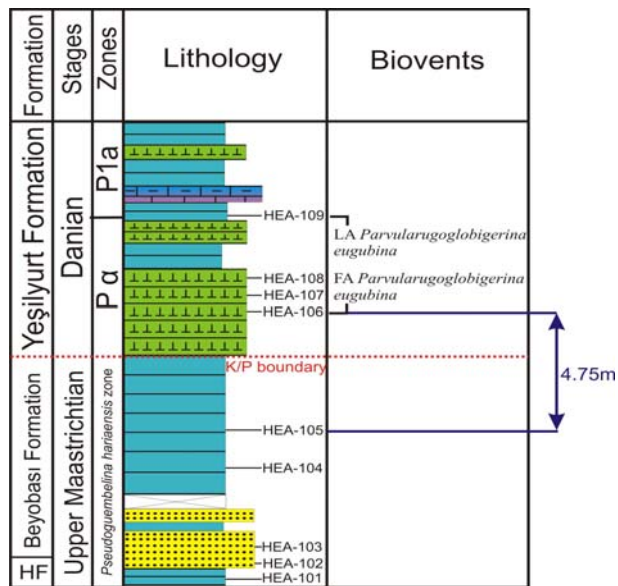 Formation
Stages
Zones
Lithology
Biovents
Yeşilyurt Formation
Danian
P1a
P α
HEA-109
LA Parvularugoglobigerina
eugubina
HEA-108
FA Parvularugoglobigerina
eugubina
HEA-107
HEA-106
K/P boundary
4.75m
Beyobası Formation
Upper Maastrichtian
Pseudoguembelina hariaensis zone
HEA-105
HEA-104
HEA-103
HEA-102
HF
HEA-101